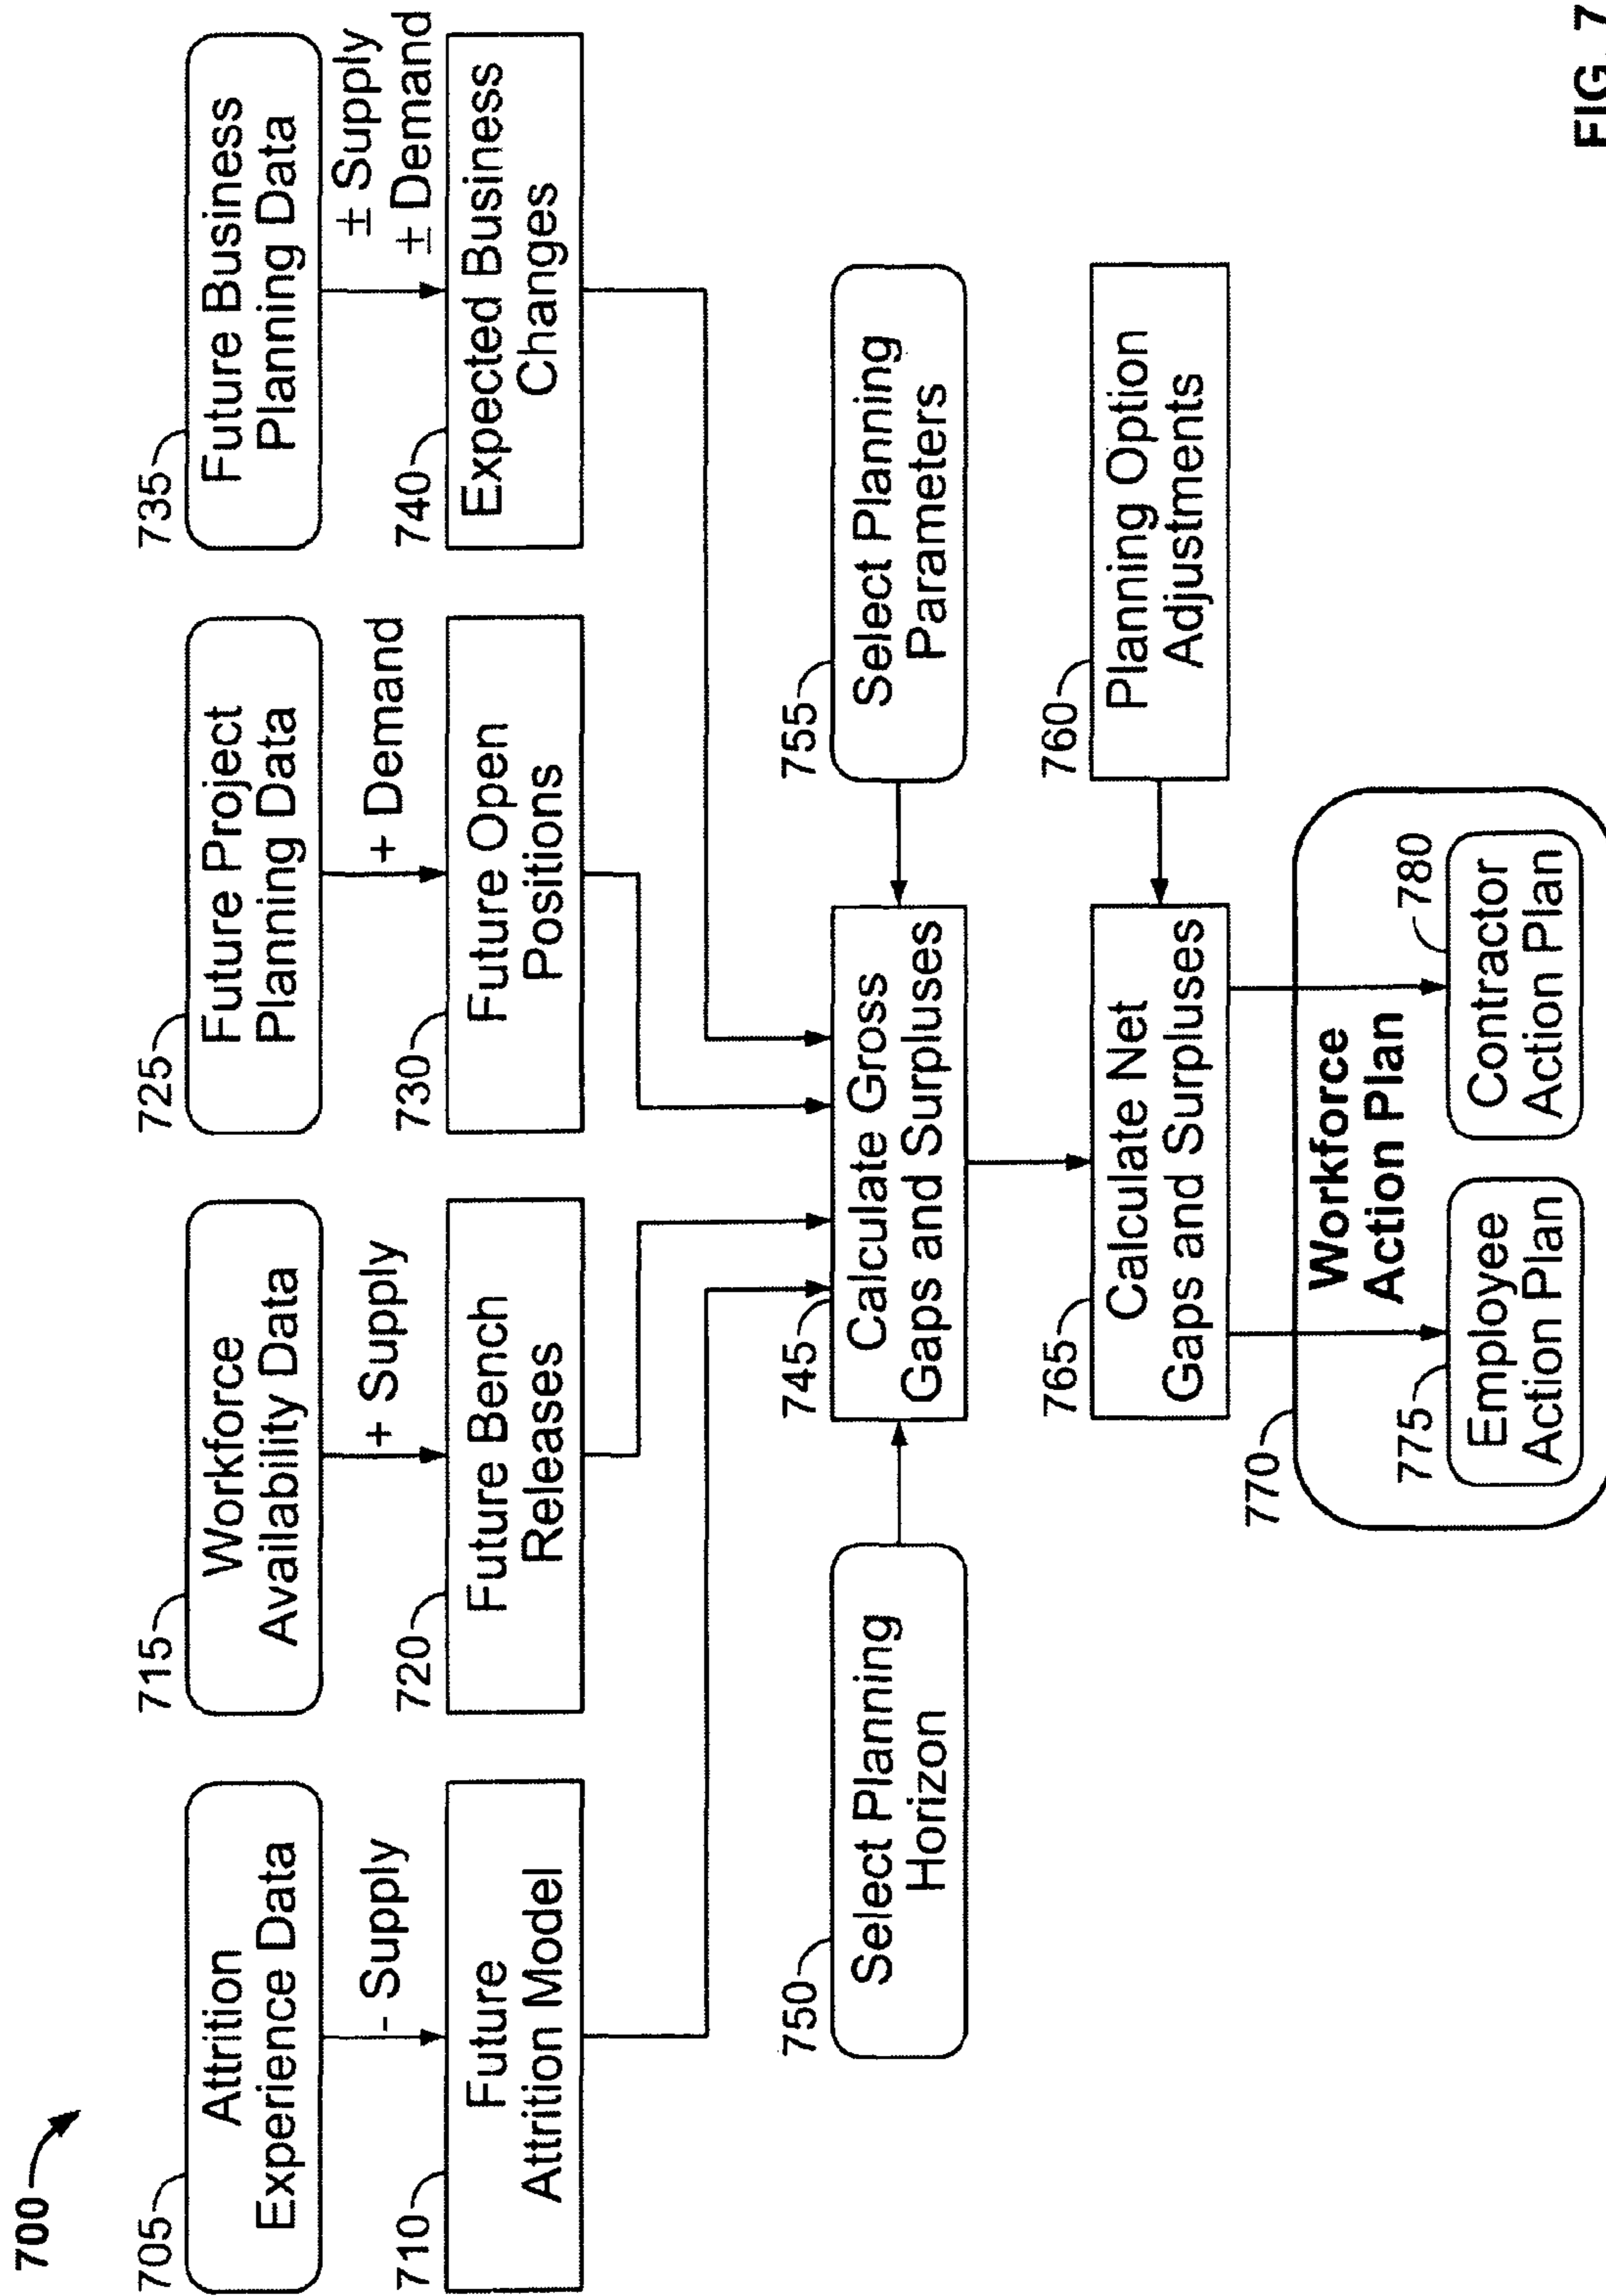 700
705
Attrition
Experience Data
- Supply
710
Future
Attrition Model
715
Workforce
Availability Data
+ Supply
720
Future Bench
Releases
725
Future Project
Planning Data
+ Demand
730
Future Open
Positions
735
Future Business
Planning Data
± Supply
± Demand
740
Expected Business
Changes
750
Select Planning
Horizon
745
Calculate Gross
Gaps and Surpluses
755
Select Planning
Parameters
765
Calculate Net
Gaps and Surpluses
760
Planning Option
Adjustments
770
Workforce
Action Plan
775
Employee
Action Plan
780
Contractor
Action Plan
FIG. 7